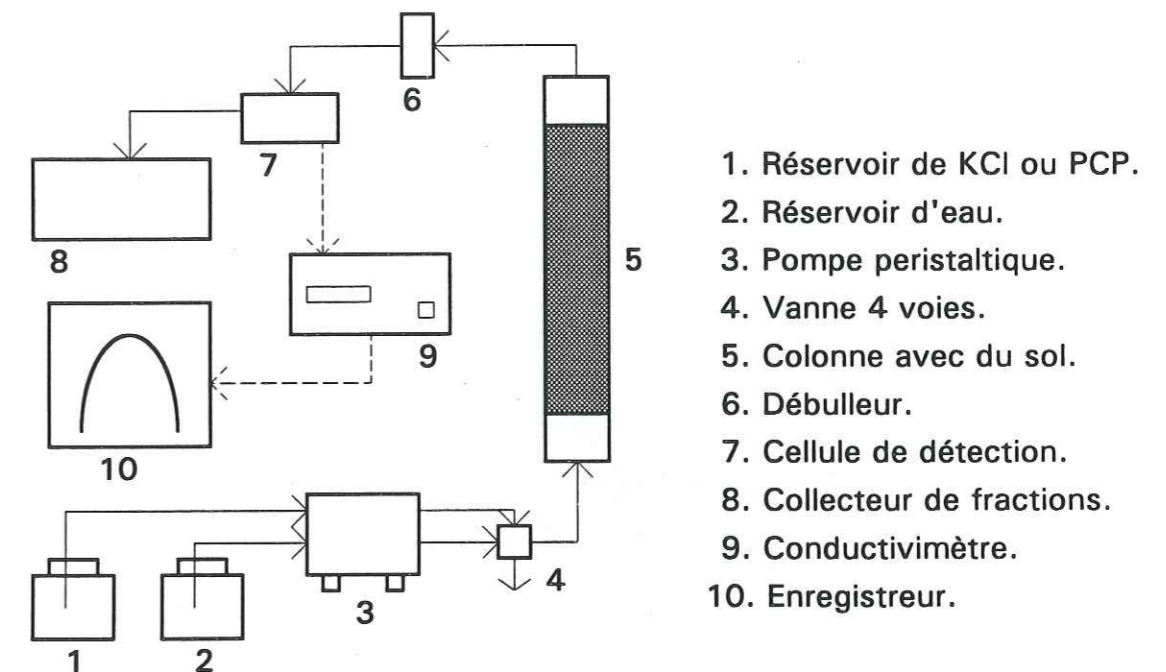 6
7
8
5
9
10
4
3
1
2
1. Réservoir de KCl ou PCP.
2. Réservoir d'eau.
3. Pompe peristaltique.
4. Vanne 4 voies.
5. Colonne avec du sol.
6. Débulleur.
7. Cellule de détection.
8. Collecteur de fractions.
9. Conductivimètre.
10. Enregistreur.